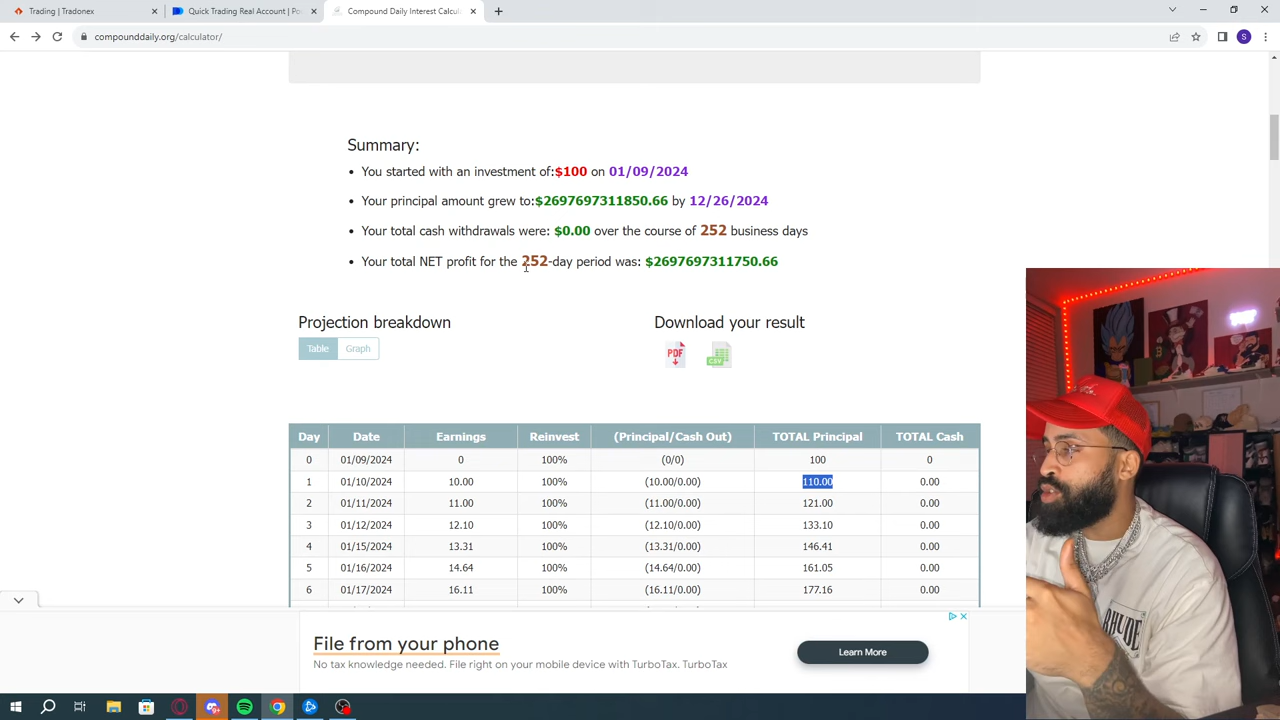 Trading | Tradonex
Quick Trading Real Account | Po
Compound Daily Interest Calcul
compounddaily.org/calculator/
S
Summary:
• You started with an investment of:$100 on 01/09/2024
• Your principal amount grew to:$2697697311850.66 by 12/26/2024
• Your total cash withdrawals were: $0.00 over the course of 252 business days
• Your total NET profit for the 252-day period was: $2697697311750.66
Projection breakdown
Download your result
Table Graph
PDF
CSV
Day Date Earnings Reinvest (Principal/Cash Out) TOTAL Principal TOTAL Cash
0 01/09/2024 0 100% (0/0) 100 0
1 01/10/2024 10.00 100% (10.00/0.00) 110.00 0.00
2 01/11/2024 11.00 100% (11.00/0.00) 121.00 0.00
3 01/12/2024 12.10 100% (12.10/0.00) 133.10 0.00
4 01/15/2024 13.31 100% (13.31/0.00) 146.41 0.00
5 01/16/2024 14.64 100% (14.64/0.00) 161.05 0.00
6 01/17/2024 16.11 100% (16.11/0.00) 177.16 0.00
File from your phone
No tax knowledge needed. File right on your mobile device with TurboTax. TurboTax
Learn More
RHUDE